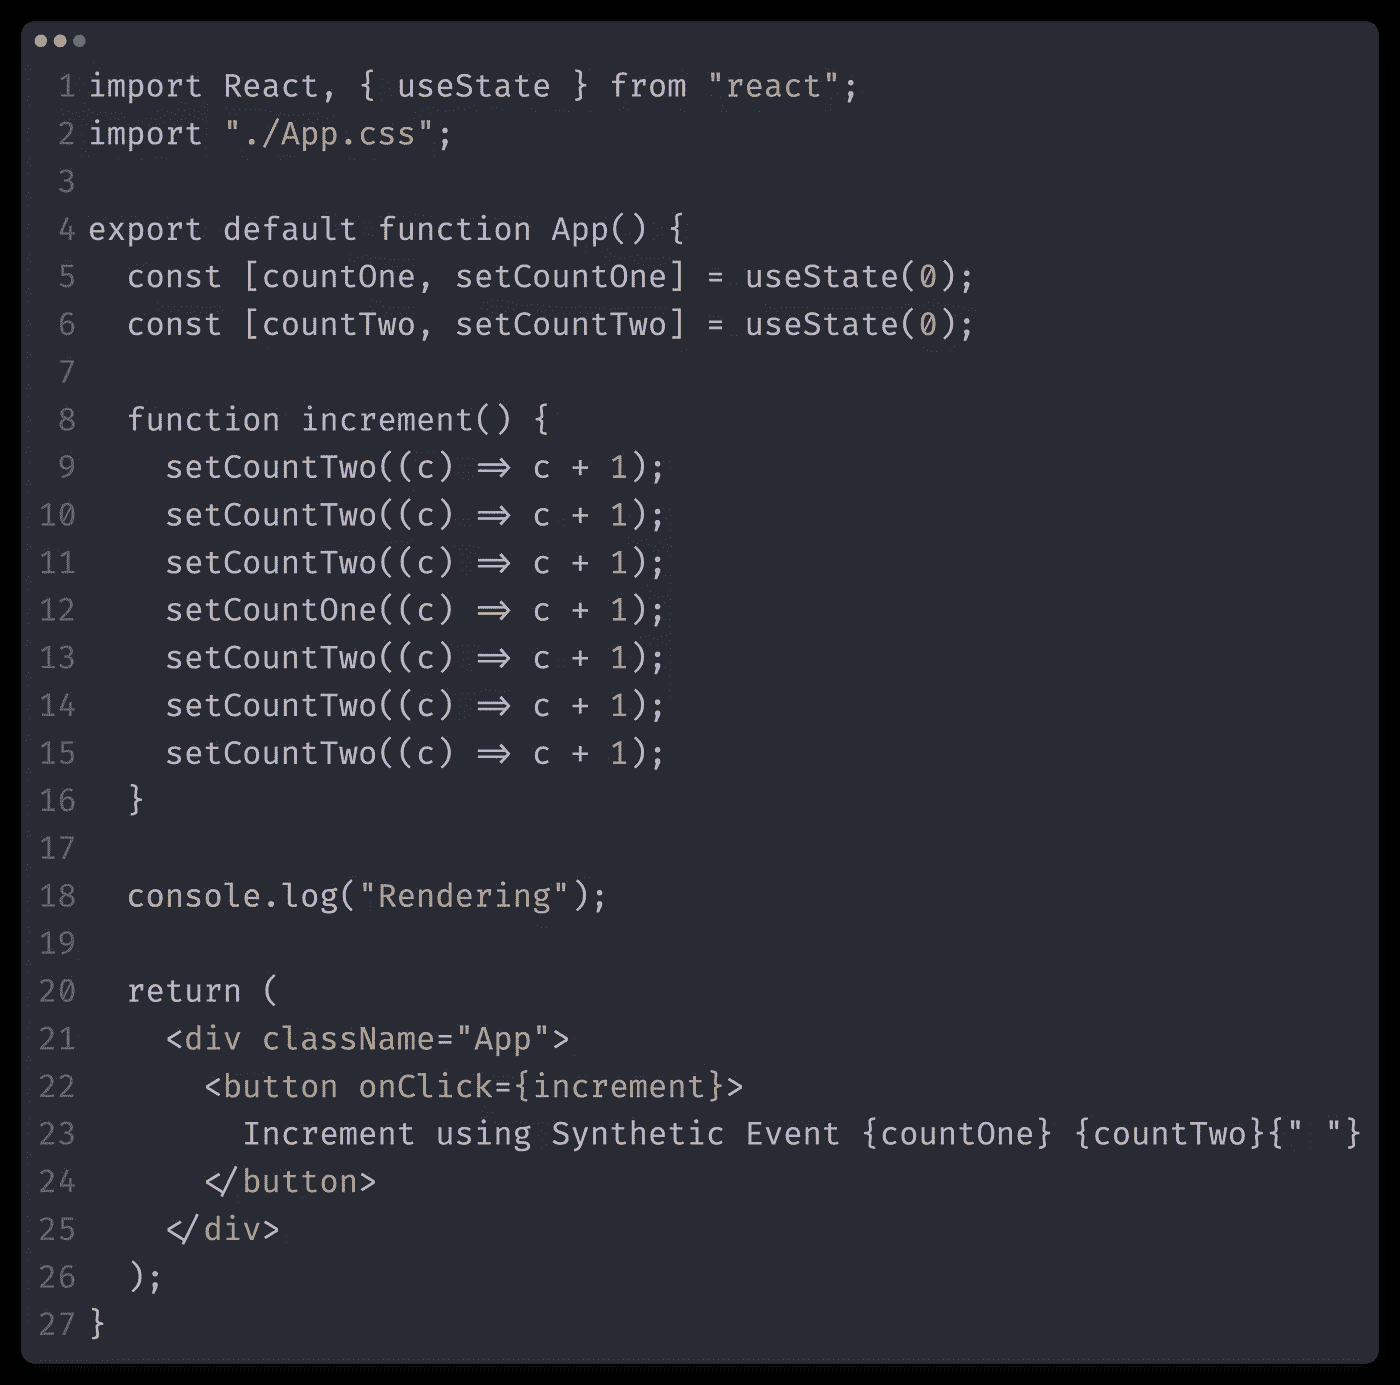 1 import React, { useState } from "react";
2 import "./App.css";
3
4 export default function App() {
5   const [countOne, setCountOne] = useState(0);
6   const [countTwo, setCountTwo] = useState(0);
7
8   function increment() {
9     setCountTwo((c) => c + 1);
10     setCountTwo((c) => c + 1);
11     setCountTwo((c) => c + 1);
12     setCountOne((c) => c + 1);
13     setCountTwo((c) => c + 1);
14     setCountTwo((c) => c + 1);
15     setCountTwo((c) => c + 1);
16   }
17
18   console.log("Rendering");
19
20   return (
21     <div className="App">
22       <button onClick={increment}>
23         Increment using Synthetic Event {countOne} {countTwo}{" "}
24       </button>
25     </div>
26   );
27 }